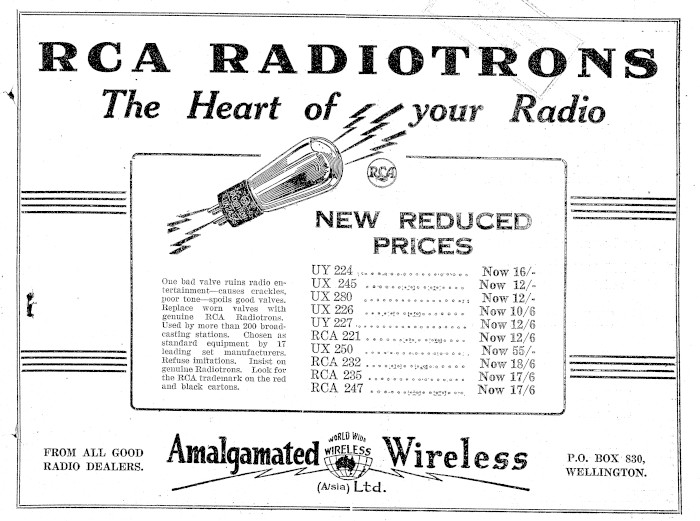 RCA RADIOTRONS
The Heart of your Radio
RCA
NEW REDUCED
PRICES
One bad valve ruins radio en-
tertainment—causes crackles,
poor tone—spoils good valves.
Replace worn valves with
genuine RCA Radiotrons.
Used by more than 200 broad-
casting stations. Chosen as
standard equipment by 17
leading set manufacturers.
Refuse imitations. Insist on
genuine Radiotrons. Look for
the RCA trademark on the red
and black cartons.
UY 224 Now 16/-
UX 245 Now 12/-
UX 280 Now 12/-
UX 226 Now 10/6
UY 227 Now 12/6
RCA 221 Now 12/6
UX 250 Now 55/-
RCA 232 Now 18/6
RCA 235 Now 17/6
RCA 247 Now 17/6
FROM ALL GOOD
RADIO DEALERS.
Amalgamated Wireless
WORLD WIDE
WIRELESS
(A/sia) Ltd.
P.O. BOX 830,
WELLINGTON.